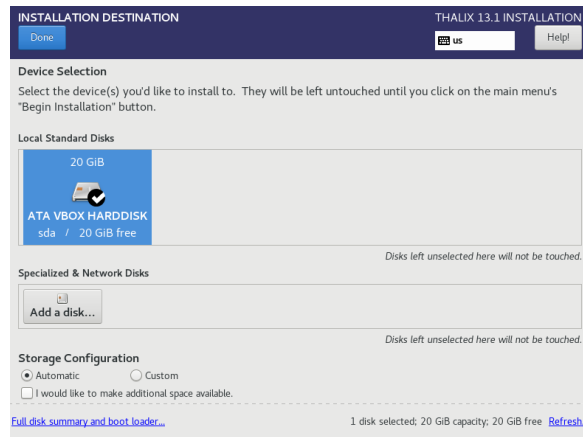 INSTALLATION DESTINATION
THALIX 13.1 INSTALLATION
Done
us
Help!
Device Selection
Select the device(s) you'd like to install to. They will be left untouched until you click on the main menu's
"Begin Installation" button.
Local Standard Disks
20 GiB
ATA VBOX HARDDISK
sda / 20 GiB free
Disks left unselected here will not be touched.
Specialized & Network Disks
Add a disk...
Disks left unselected here will not be touched.
Storage Configuration
Automatic Custom
I would like to make additional space available.
Full disk summary and boot loader... 1 disk selected; 20 GiB capacity; 20 GiB free Refresh